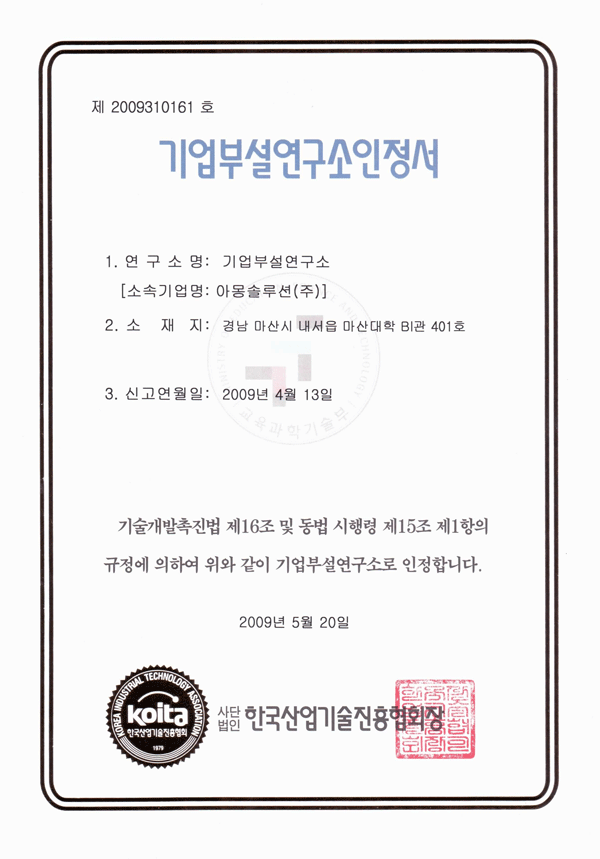 제 2009310161 호
기업부설연구소인정서
1. 연 구 소 명: 기업부설연구소
[소속기업명: 아몽솔루션(주)]
2. 소 재 지: 경남 마산시 내서읍 마산대학 BI관 401호
3. 신고연월일: 2009년 4월 13일
교육과학기술부
기술개발촉진법 제16조 및 동법 시행령 제15조 제1항의
규정에 의하여 위와 같이 기업부설연구소로 인정합니다.
2009년 5월 20일
KOREA INDUSTRIAL TECHNOLOGY ASSOCIATION
koita
한국산업기술진흥협회
1979
사단법인 한국산업기술진흥협회장